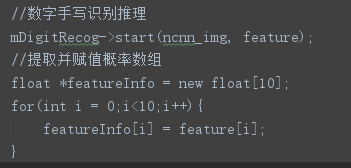 //数字手写识别推理
mDigitRecog->start(ncnn_img, feature);
//提取并赋值概率数组
float *featureInfo = new float[10];
for(int i = 0;i<10;i++){
    featureInfo[i] = feature[i];
}